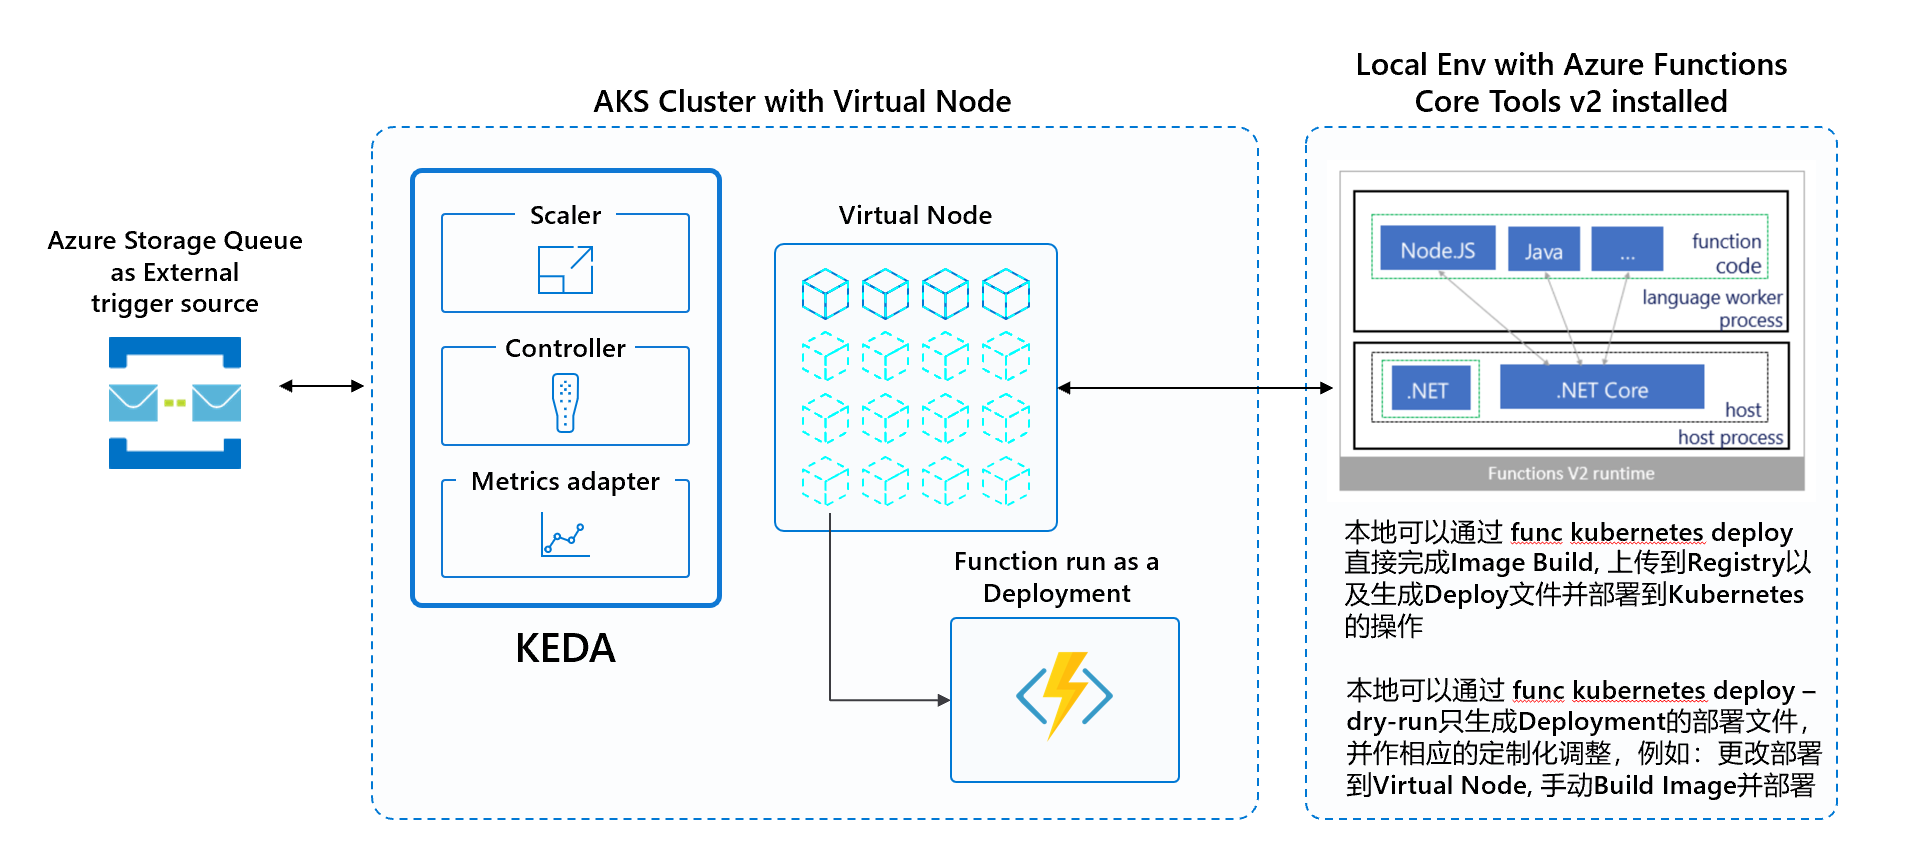 Local Env with Azure Functions
Core Tools v2 installed
AKS Cluster with Virtual Node
Azure Storage Queue
as External
trigger source
Scaler
Controller
Metrics adapter
KEDA
Virtual Node
Function run as a
Deployment
Node.JS
Java
...
function
code
language worker
process
.NET
.NET Core
host
host process
Functions V2 runtime
本地可以通过 func kubernetes deploy
直接完成Image Build, 上传到Registry以
及生成Deploy文件并部署到Kubernetes
的操作
本地可以通过 func kubernetes deploy –
dry-run只生成Deployment的部署文件，
并作相应的定制化调整，例如：更改部署
到Virtual Node, 手动Build Image并部署